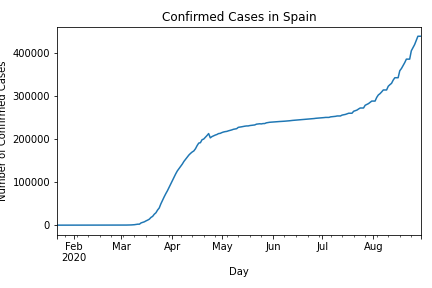 Confirmed Cases in Spain
Number of Confirmed Cases
400000
300000
200000
100000
0
Feb Mar Apr May Jun Jul Aug
2020
Day